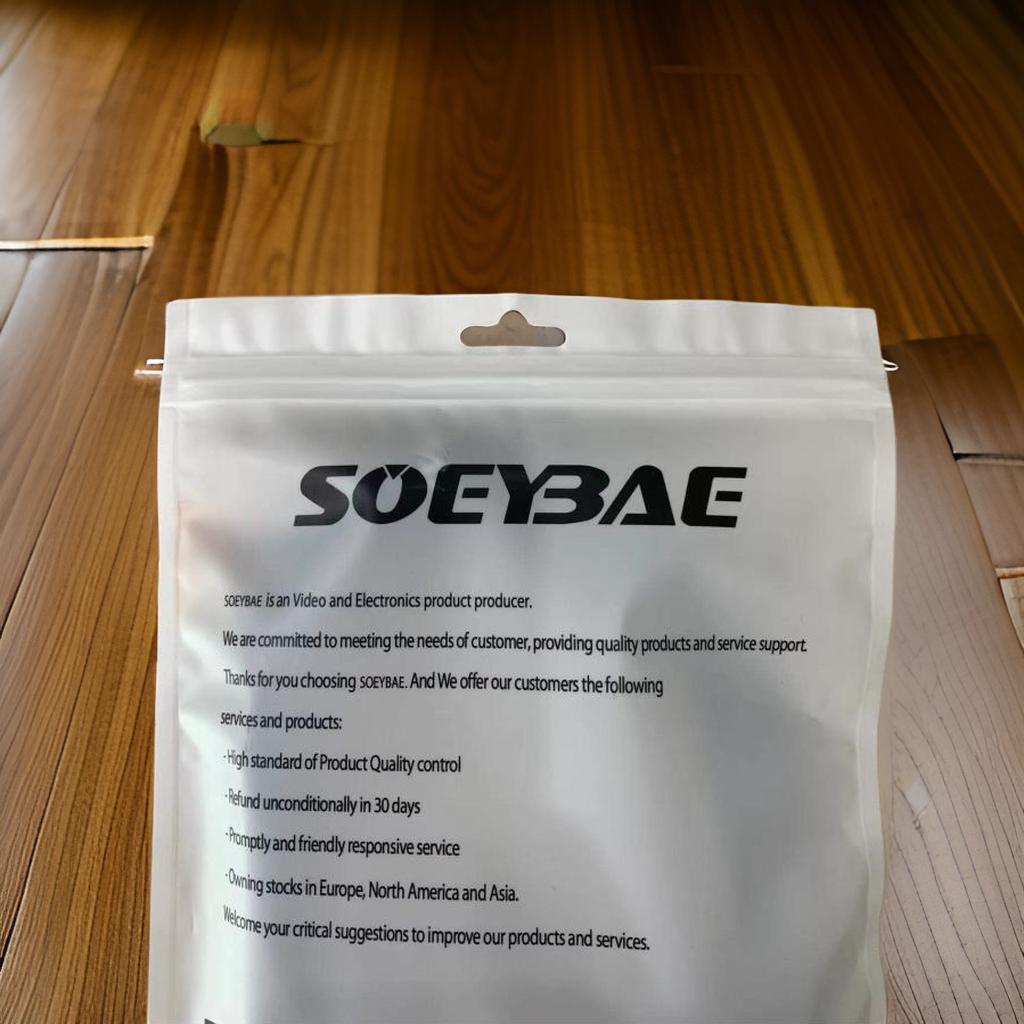 SOEYBAE
SOEYBAE is an Video and Electronics product producer.
We are committed to meeting the needs of customer, providing quality products and service support.
Thanks for you choosing SOEYBAE. And We offer our customers the following
services and products:
-High standard of Product Quality control
-Refund unconditionally in 30 days
-Promptly and friendly responsive service
-Owning stocks in Europe, North America and Asia.
Welcome your critical suggestions to improve our products and services.